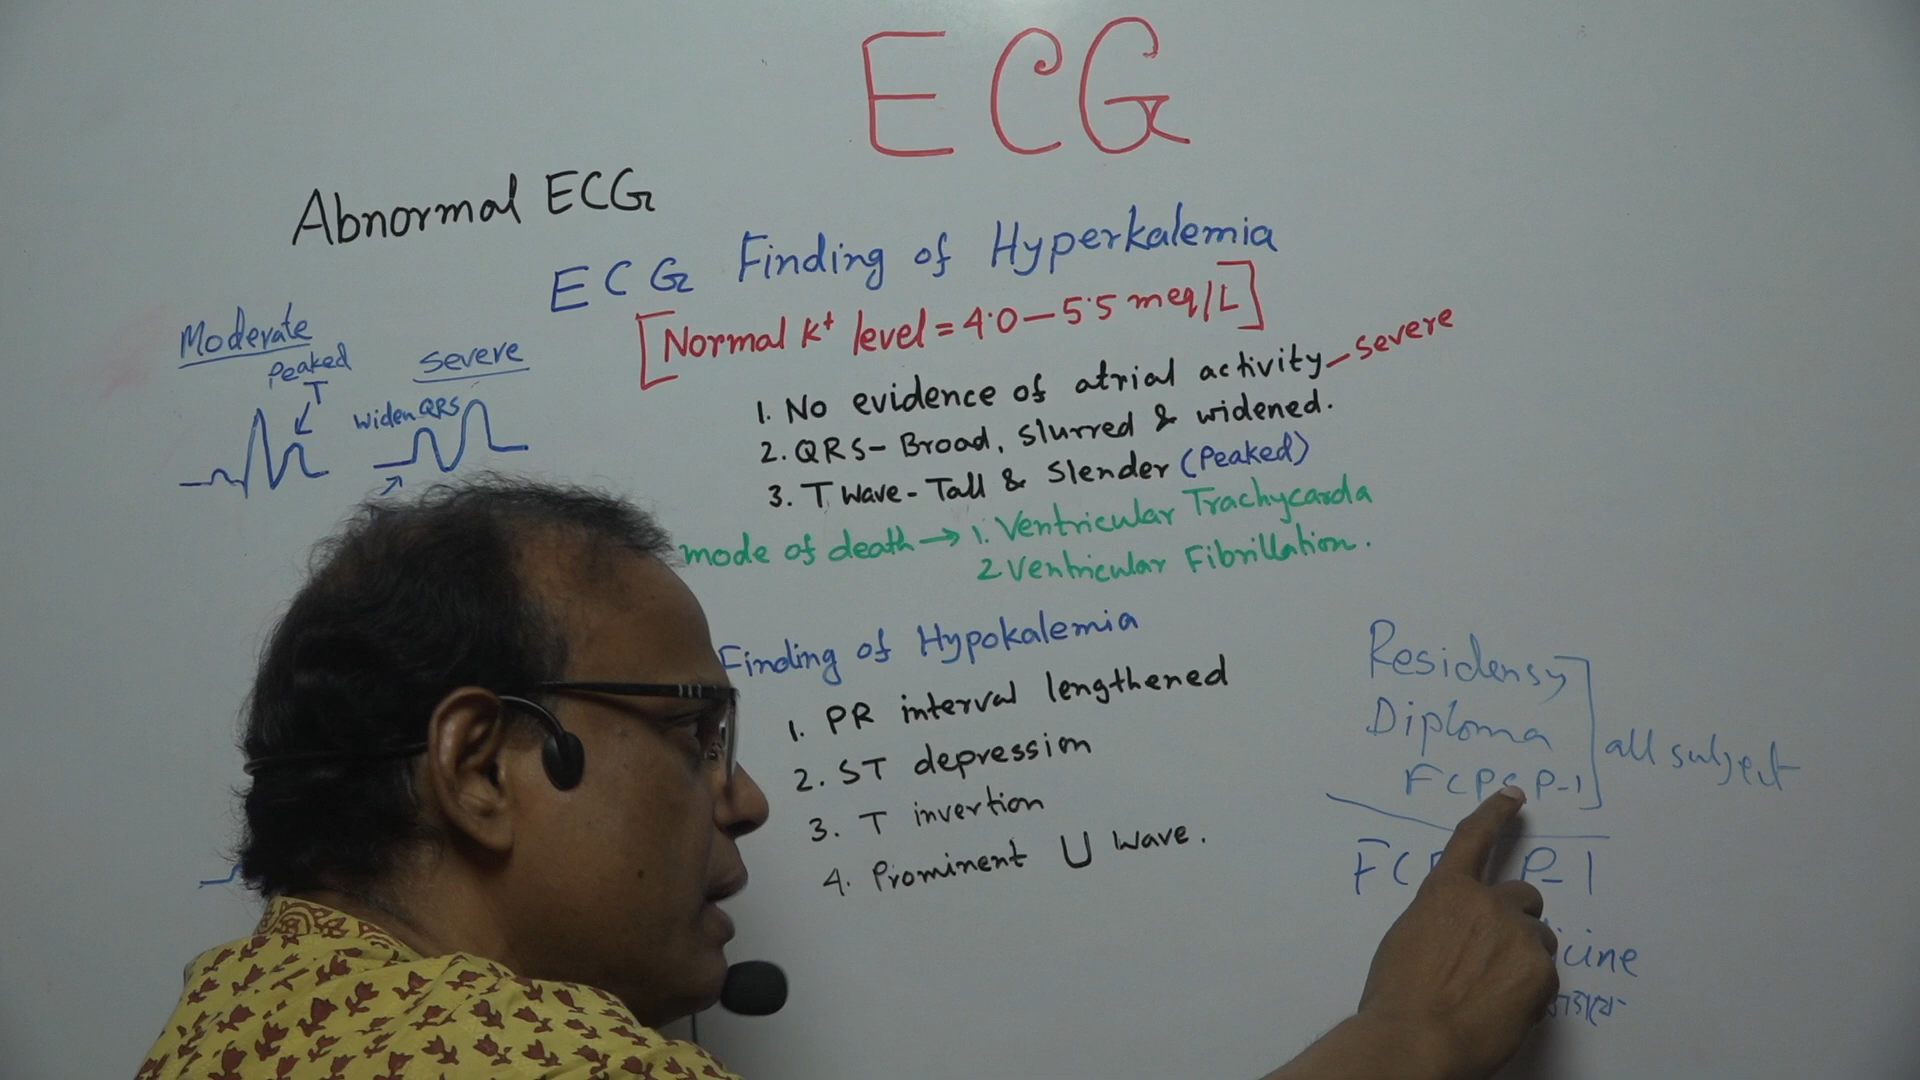 ECG
Abnormal ECG
ECG Finding of Hyperkalemia
[Normal K+ level = 4.0 – 5.5 meq/L]
Moderate
Peaked
T
Severe
Widen QRS
1. No evidence of atrial activity – severe
2. QRS – Broad, slurred & widened.
3. T wave - Tall & Slender (Peaked)
mode of death → 1. Ventricular Trachycarda
2 Ventricular Fibrillation.
Finding of Hypokalemia
1. PR interval lengthened
2. ST depression
3. T invertion
4. Prominent U wave.
Residensy
Diploma
all subject
P-1
P-1